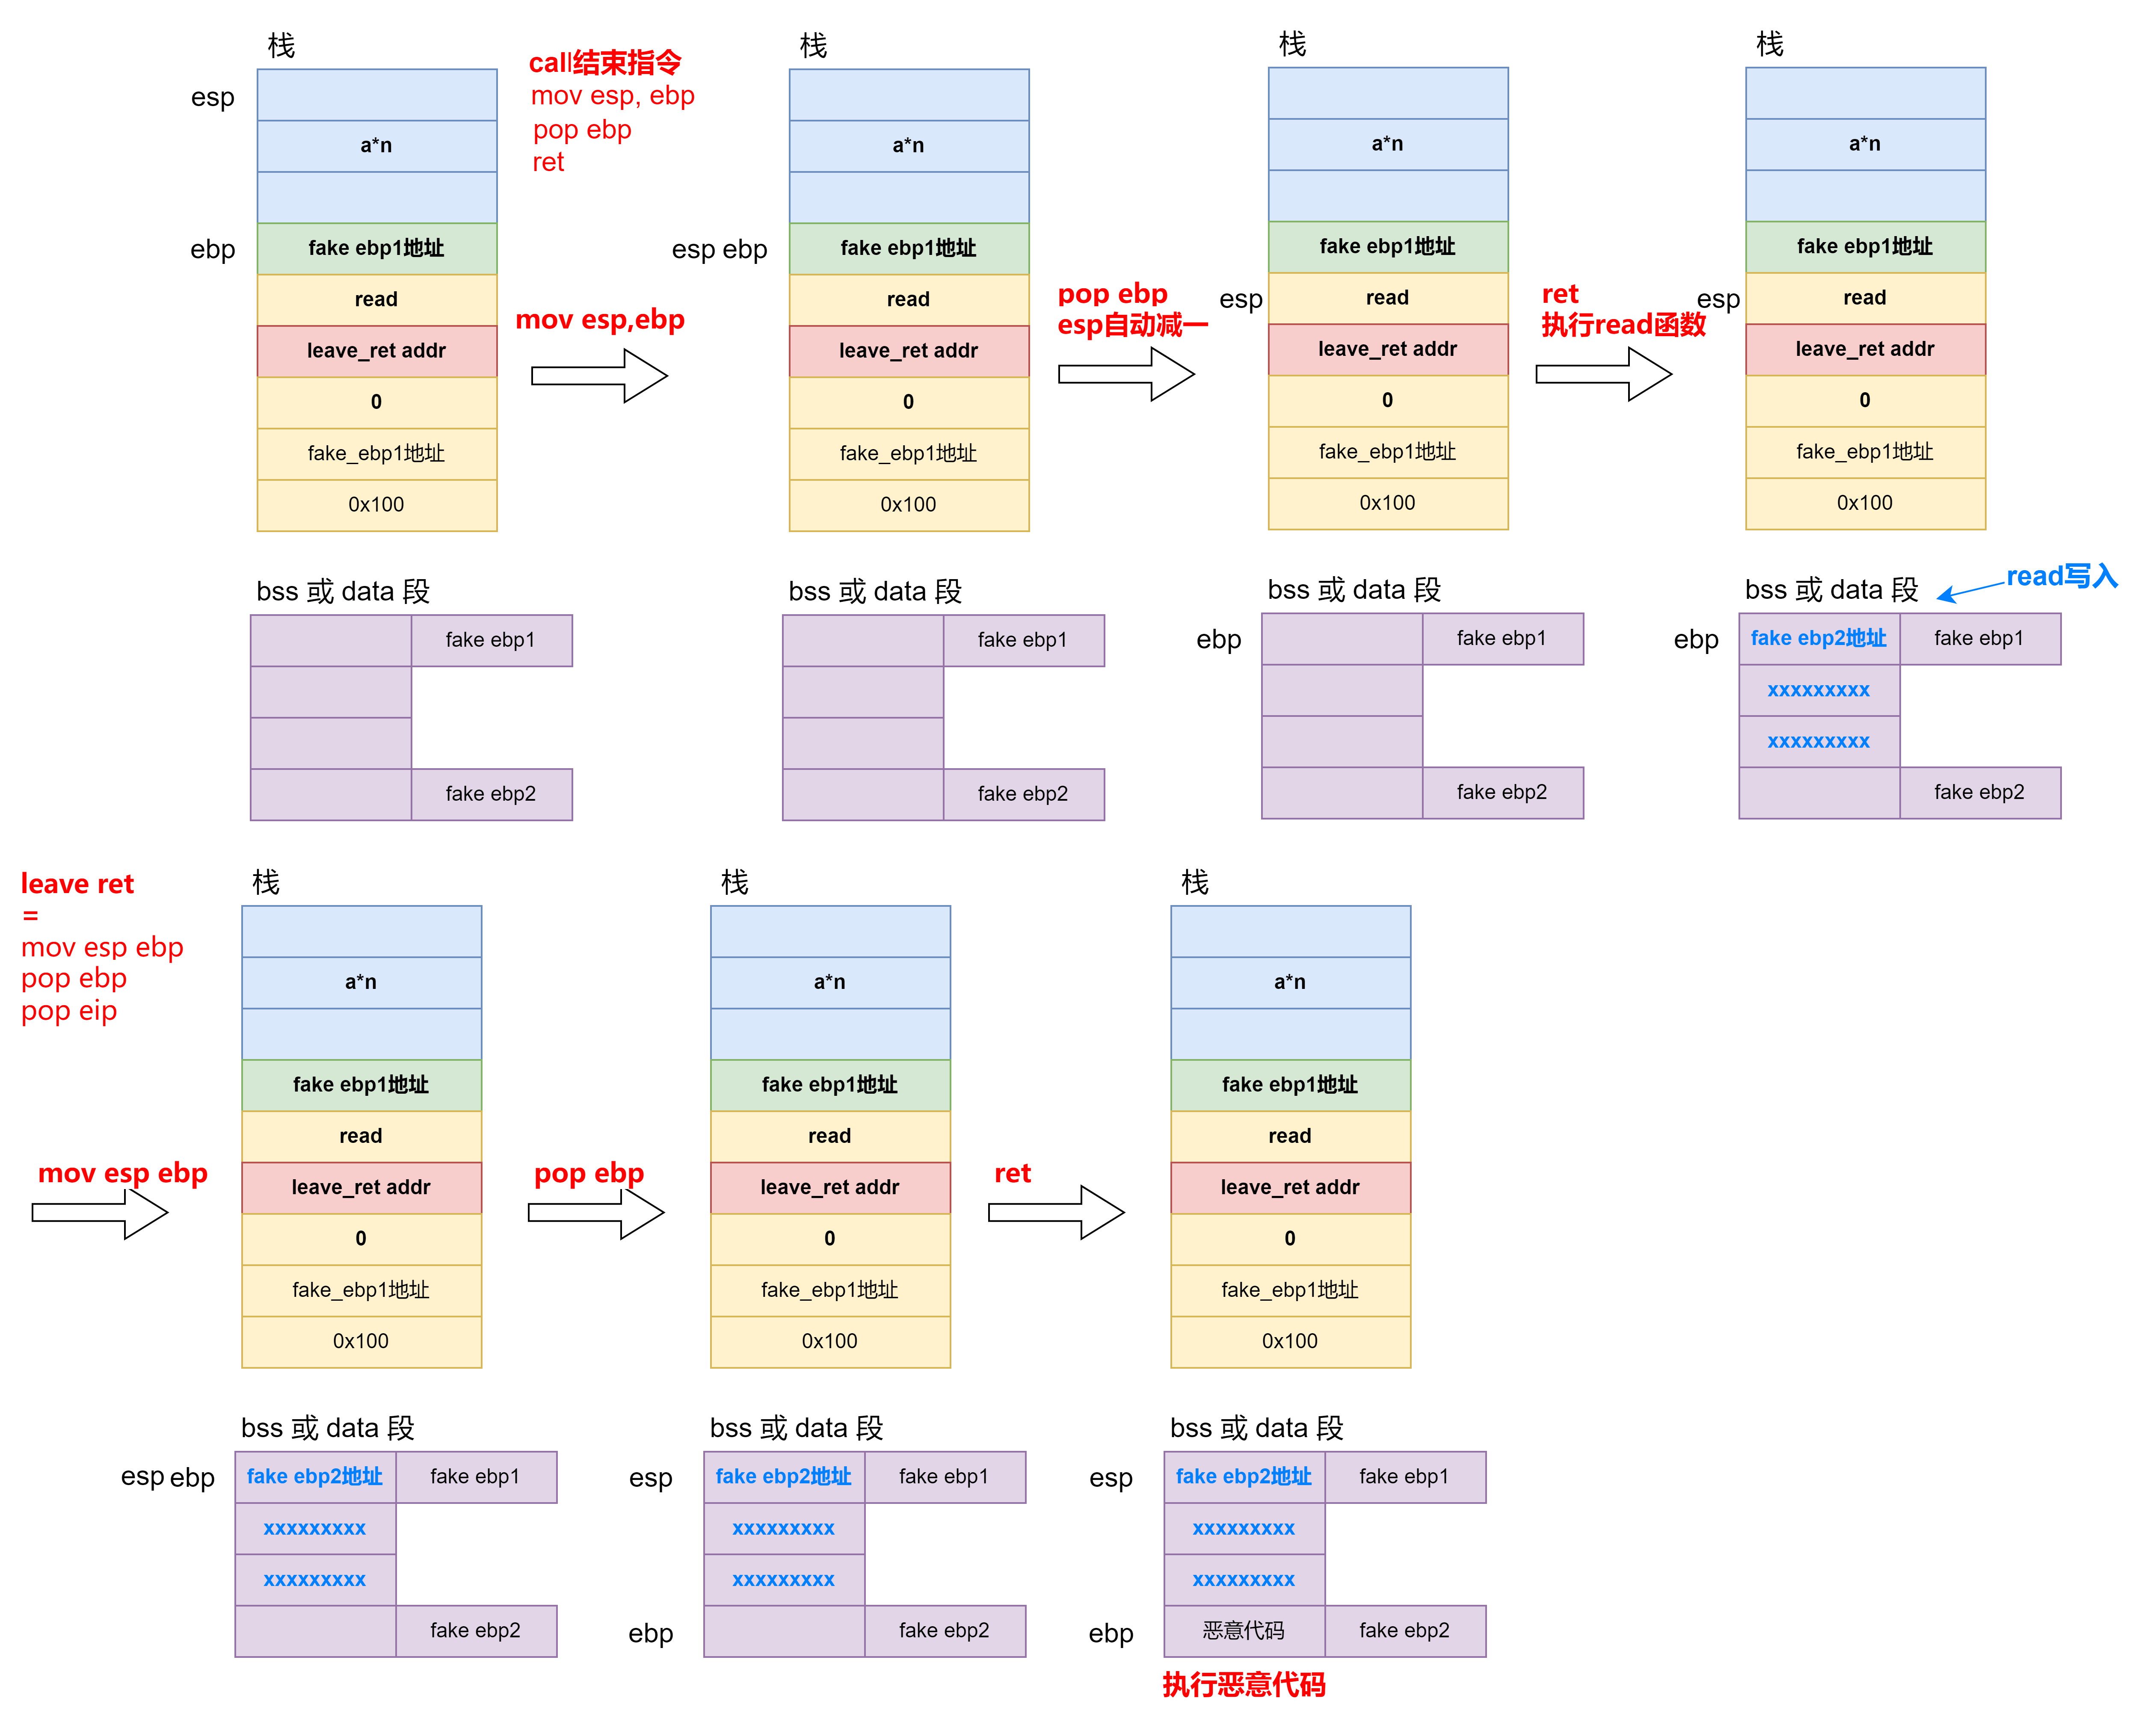 栈
esp
a*n
ebp
fake ebp1地址
read
leave_ret addr
0
fake_ebp1地址
0x100
call结束指令
mov esp, ebp
pop ebp
ret
mov esp,ebp
栈
a*n
esp ebp
fake ebp1地址
read
leave_ret addr
0
fake_ebp1地址
0x100
pop ebp
esp自动减一
栈
a*n
fake ebp1地址
esp
read
leave_ret addr
0
fake_ebp1地址
0x100
ret
执行read函数
栈
a*n
fake ebp1地址
esp
read
leave_ret addr
0
fake_ebp1地址
0x100
bss 或 data 段
fake ebp1
fake ebp2
bss 或 data 段
fake ebp1
fake ebp2
bss 或 data 段
ebp
fake ebp1
fake ebp2
bss 或 data 段
read写入
ebp
fake ebp2地址
fake ebp1
xxxxxxxxx
xxxxxxxxx
fake ebp2
leave ret
=
mov esp ebp
pop ebp
pop eip
mov esp ebp
栈
a*n
fake ebp1地址
read
leave_ret addr
0
fake_ebp1地址
0x100
pop ebp
栈
a*n
fake ebp1地址
read
leave_ret addr
0
fake_ebp1地址
0x100
ret
栈
a*n
fake ebp1地址
read
leave_ret addr
0
fake_ebp1地址
0x100
bss 或 data 段
esp ebp
fake ebp2地址
fake ebp1
xxxxxxxxx
xxxxxxxxx
fake ebp2
bss 或 data 段
esp
fake ebp2地址
fake ebp1
xxxxxxxxx
xxxxxxxxx
ebp
fake ebp2
bss 或 data 段
esp
fake ebp2地址
fake ebp1
xxxxxxxxx
xxxxxxxxx
ebp
恶意代码
fake ebp2
执行恶意代码